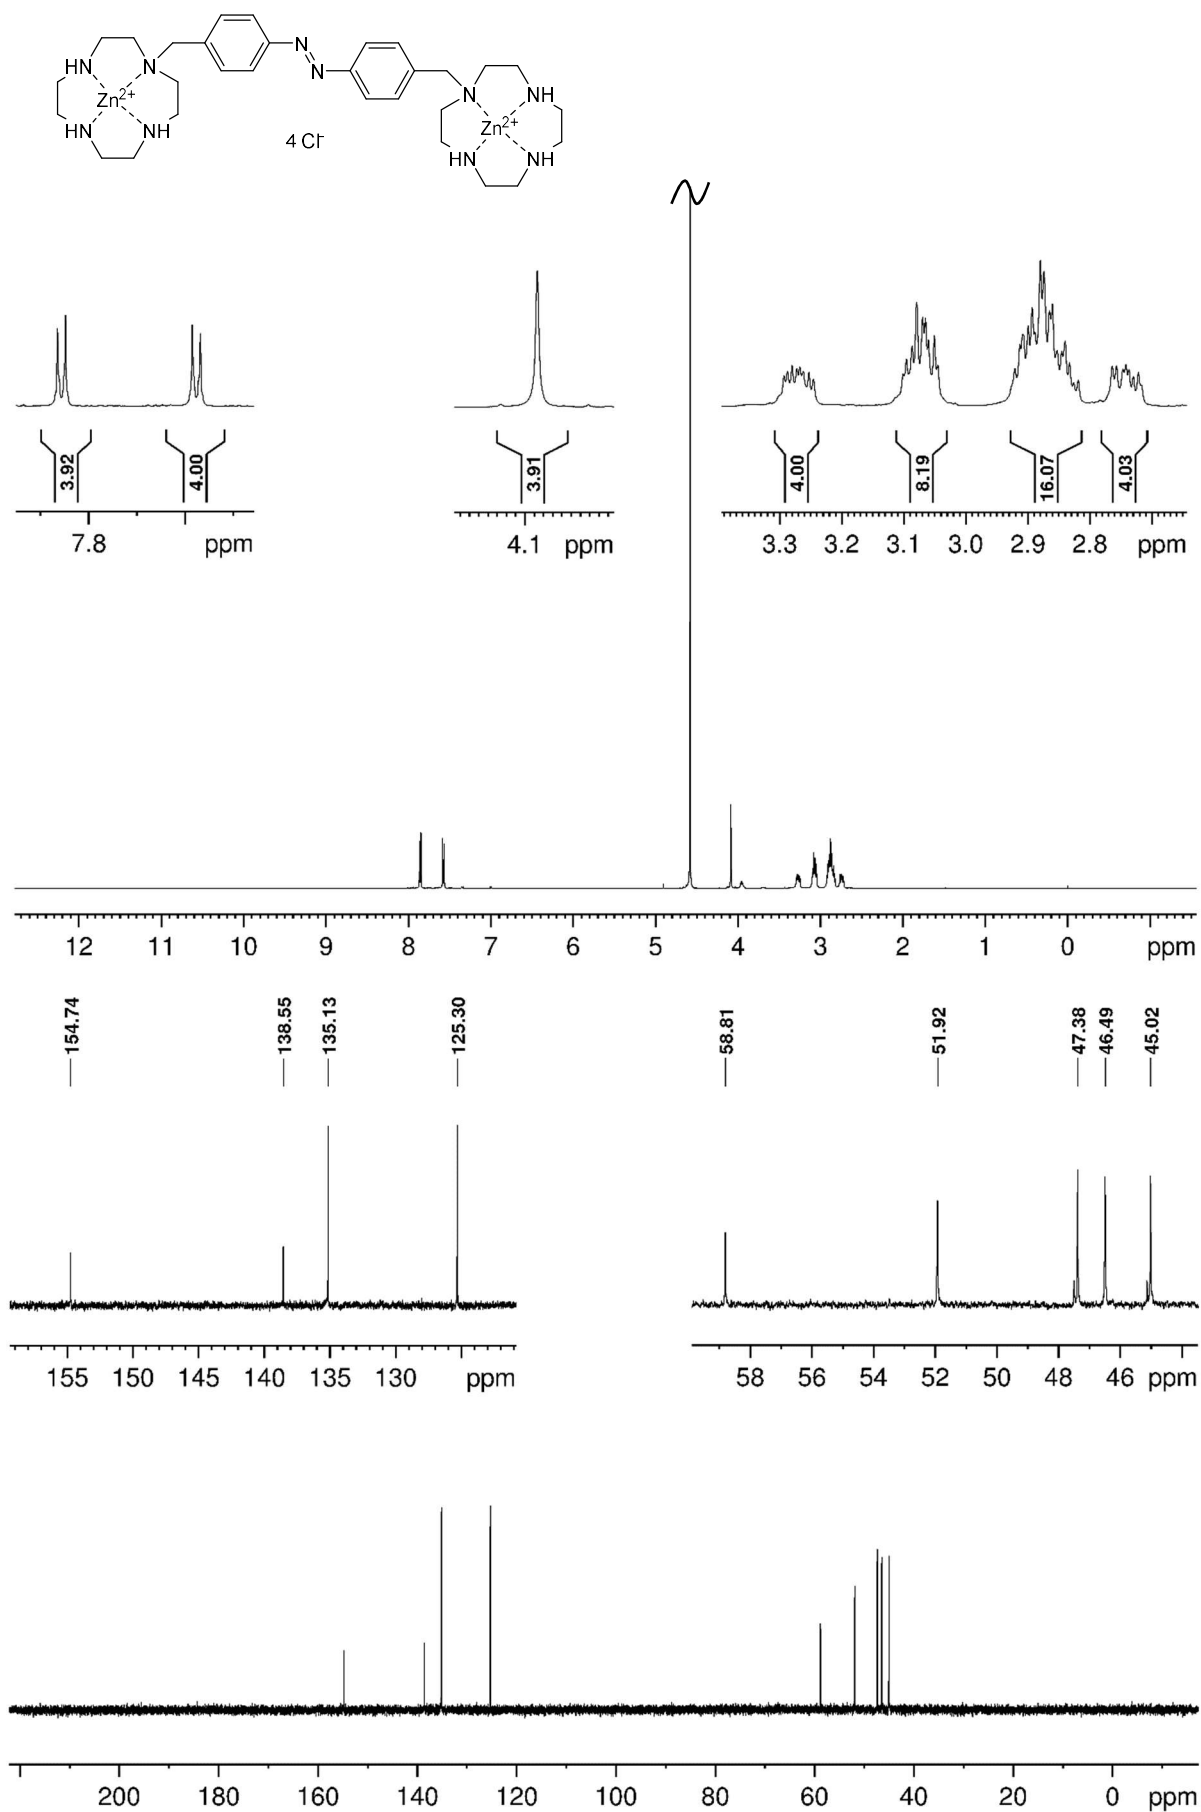 N
HN
N
N
Zn²⁺
N
NH
Zn²⁺
HN
NH
4 Cl⁻
HN
NH
3.92
4.00
3.91
4.00
8.19
16.07
4.03
7.8 ppm
4.1 ppm
3.3 3.2 3.1 3.0 2.9 2.8 ppm
12 11 10 9 8 7 6 5 4 3 2 1 0 ppm
154.74
138.55
135.13
125.30
58.81
51.92
47.38
46.49
45.02
155 150 145 140 135 130 ppm
58 56 54 52 50 48 46 ppm
200 180 160 140 120 100 80 60 40 20 0 ppm